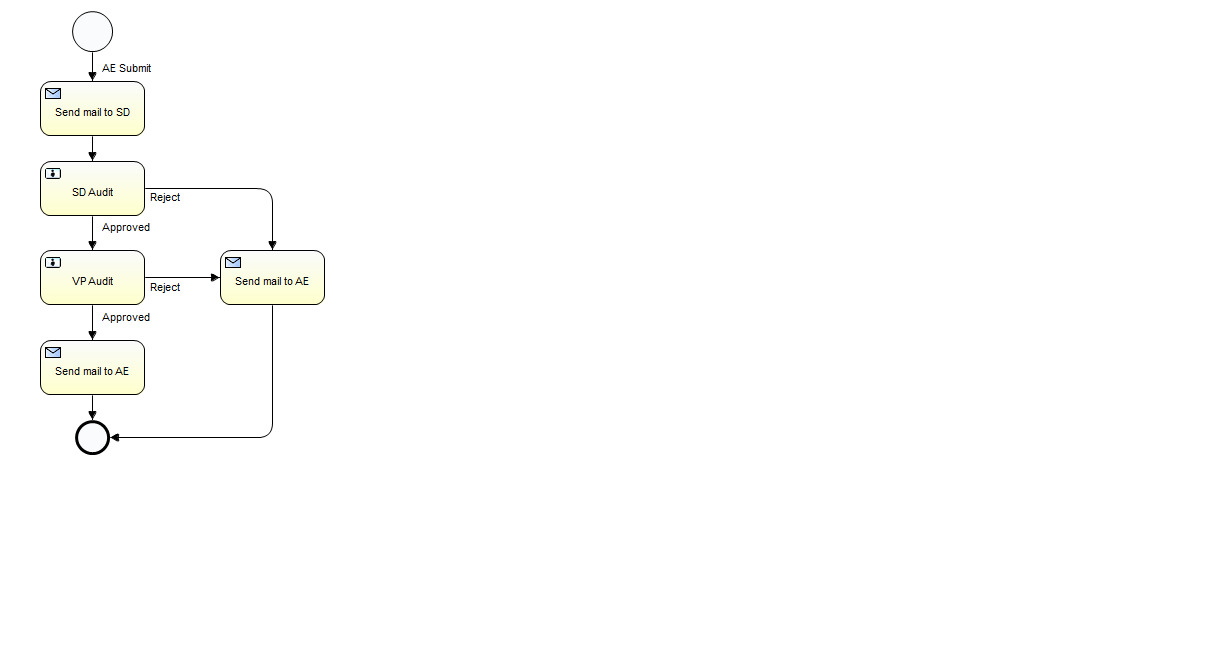 AE Submit
Send mail to SD
SD Audit
Reject
Approved
VP Audit
Send mail to AE
Reject
Approved
Send mail to AE